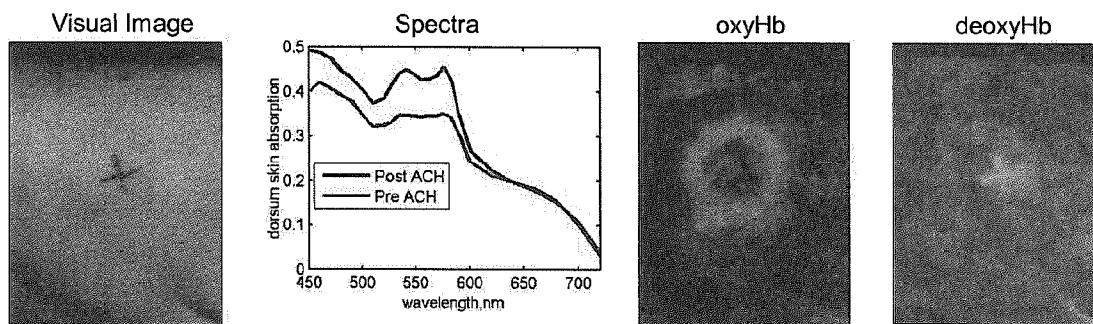 Visual Image
Spectra
oxyHb
deoxyHb
0.5
0.4
0.3
0.2
0.1
0
dorsum skin absorption
Post ACH
Pre ACH
450
500
550
600
650
700
wavelength,nm